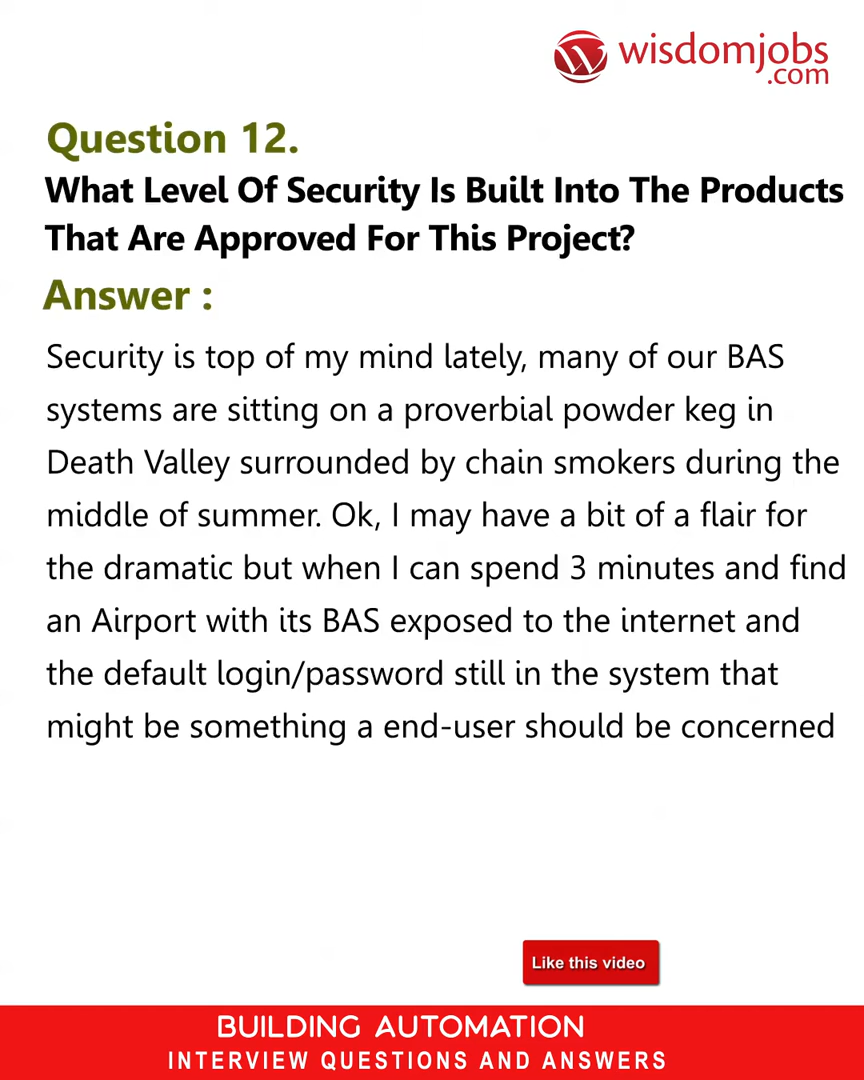 wisdomjobs
.com
Question 12.
What Level Of Security Is Built Into The Products
That Are Approved For This Project?
Answer :
Security is top of my mind lately, many of our BAS
systems are sitting on a proverbial powder keg in
Death Valley surrounded by chain smokers during the
middle of summer. Ok, I may have a bit of a flair for
the dramatic but when I can spend 3 minutes and find
an Airport with its BAS exposed to the internet and
the default login/password still in the system that
might be something a end-user should be concerned
Like this video
BUILDING AUTOMATION
INTERVIEW QUESTIONS AND ANSWERS